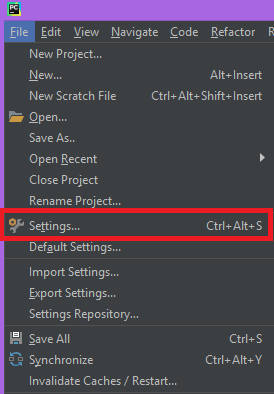 PC
File Edit View Navigate Code Refactor
New Project...
New... Alt+Insert
New Scratch File Ctrl+Alt+Shift+Insert
Open...
Save As..
Open Recent
Close Project
Rename Project...
Settings... Ctrl+Alt+S
Default Settings...
Import Settings...
Export Settings...
Settings Repository...
Save All Ctrl+S
Synchronize Ctrl+Alt+Y
Invalidate Caches / Restart...